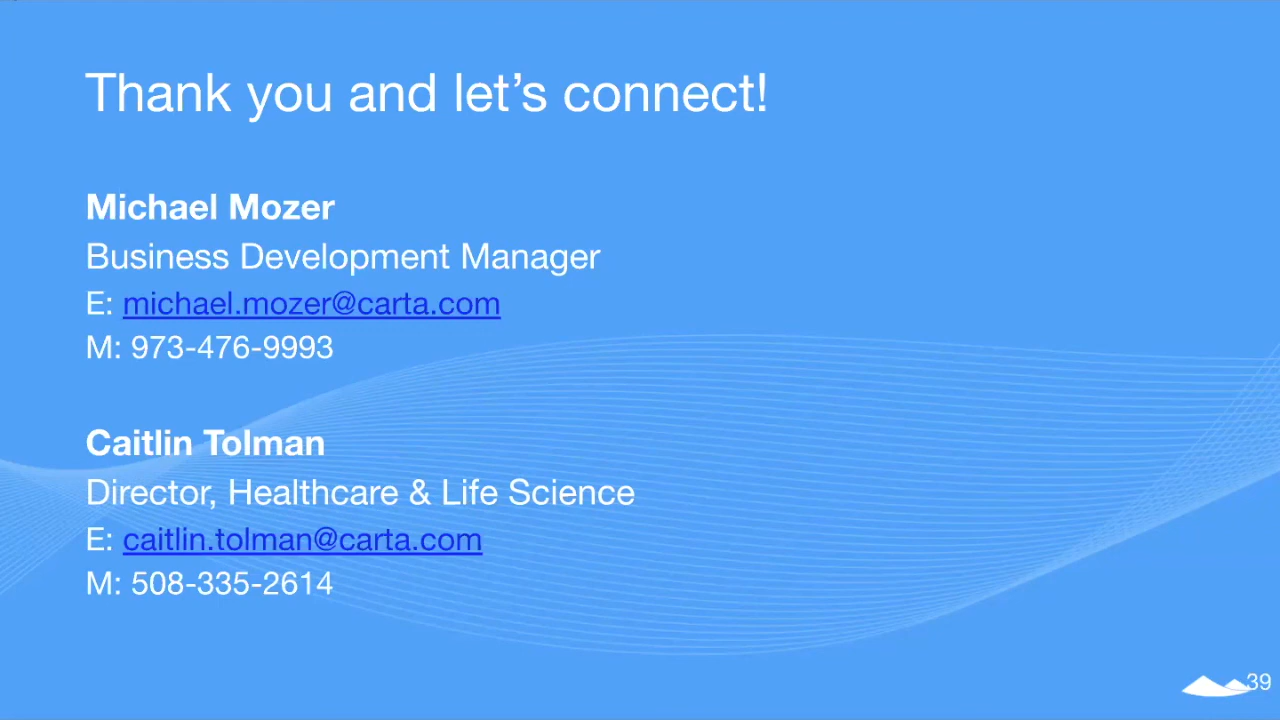 Thank you and let’s connect!
Michael Mozer
Business Development Manager
E: michael.mozer@carta.com
M: 973-476-9993
Caitlin Tolman
Director, Healthcare & Life Science
E: caitlin.tolman@carta.com
M: 508-335-2614
39